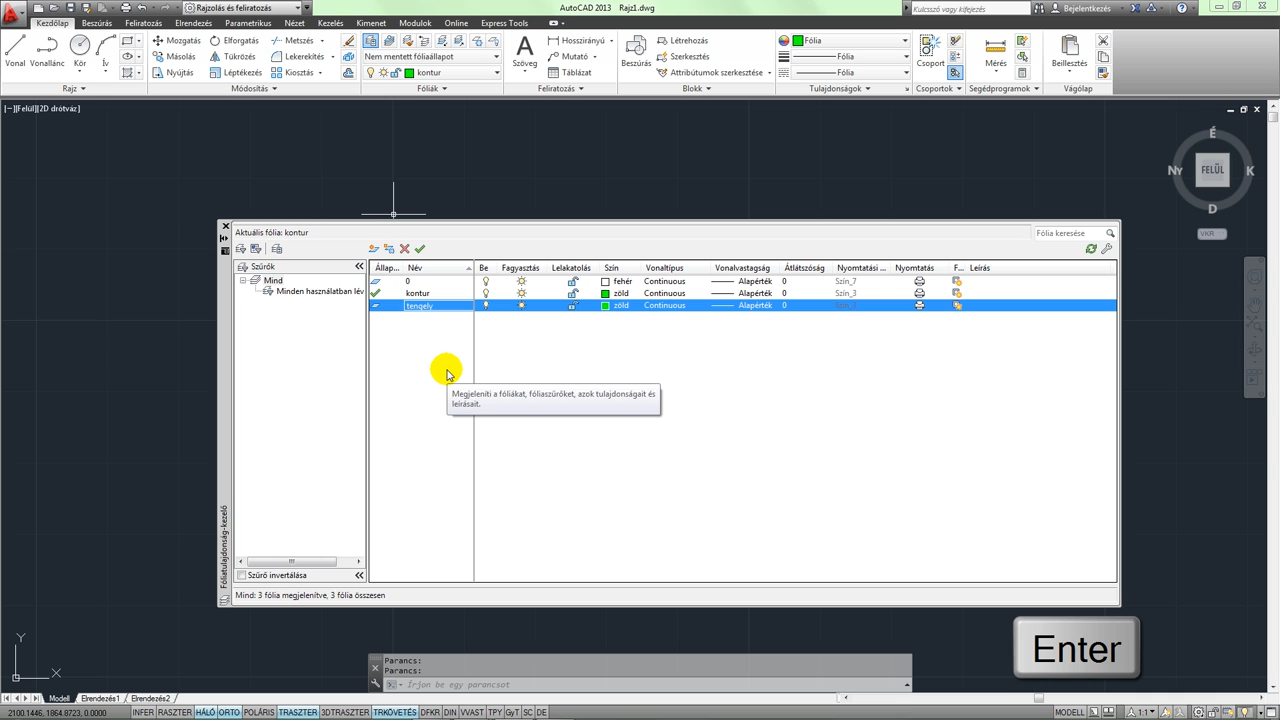 Rajzolás és feliratozás
AutoCAD 2013 Rajz1.dwg
Kulcsszó vagy kifejezés
Bejelentkezés
Kezdőlap Beszúrás Feliratozás Parametrikus Nézet Kezelés Kimenet Modulok Online Express Tools
Vonal Vonallánc Kör Ív
Mozgatás Elforgatás Metszés
Másolás Tükrözés Lekerekítés
Nyújtás Léptékezés Kiosztás
Nem mentett fóliaállapot
kontur
Szöveg
Hosszirányú
Mutató
Táblázat
Beszúrás
Létrehozás
Szerkesztés
Attribútumok szerkesztése
Fólia
Fólia
Fólia
Csoport
Mérés
Beillesztés
Rajz Módosítás Fóliák Feliratozás Blokk Tulajdonságok Csoportok Segédprogramok Vágólap
[−][Felül][2D drótváz]
É
NY FELÜL K
D
VKR
Aktuális fólia: kontur
Fólia keresése
Szűrők
Mind
Minden használatban lév
Állap... Név Be Fagyasztás Lelakatolás Szín Vonaltípus Vonalvastagság Átlátszóság Nyomtatási ... Nyomtatás F... Leírás
0 fehér Continuous Alapérték 0 Szín_7
kontur zöld Continuous Alapérték 0 Szín_3
tengely zöld Continuous Alapérték 0
Megjeleníti a fóliákat, fóliaszűrőket, azok tulajdonságait és
leírásait.
Szűrő invertálása
Mind: 3 fólia megjelenítve, 3 fólia összesen
Fóliatulajdonság-kezelő
Enter
Y
X
Parancs:
Parancs:
Írjon be egy parancsot
Modell Elrendezés1 Elrendezés2
2100.1446, 1864.8723, 0.0000 INFER RASZTER HÁLÓ ORTO POLÁRIS TRASZTER 3DTRASZTER TRKÖVETÉS DFKR DIN VVAST TPY GyT SC DE MODELL 1:1